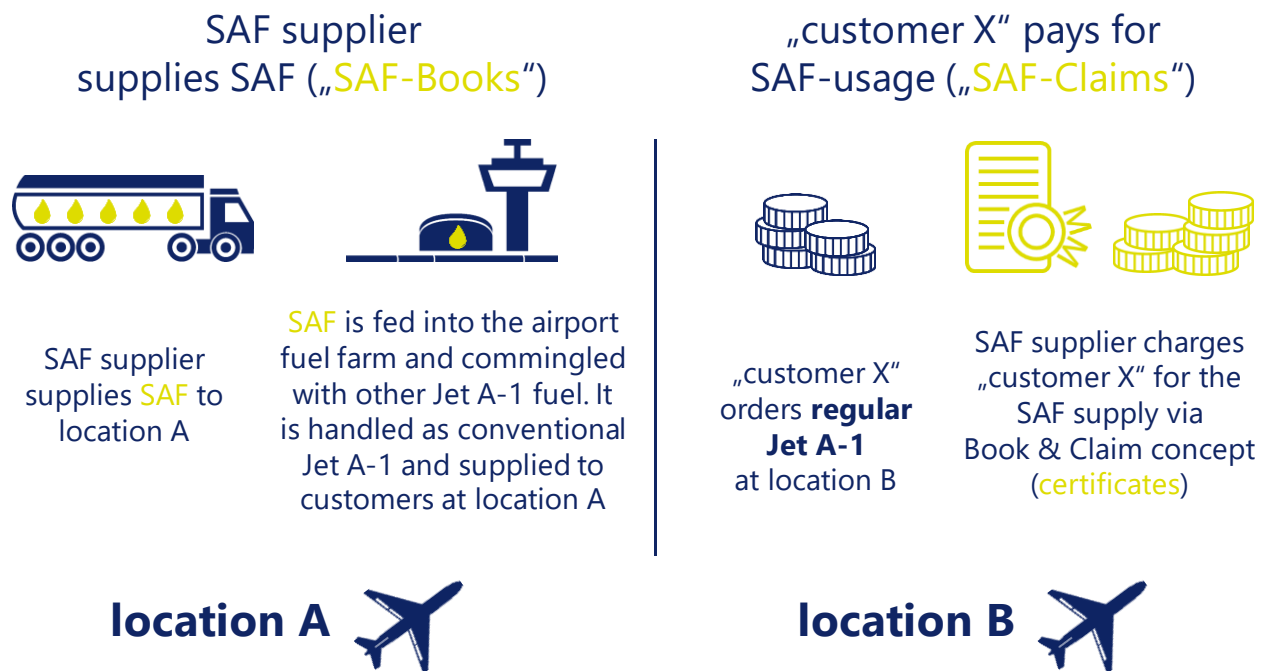 SAF supplier
supplies SAF („SAF-Books“)
SAF supplier
supplies SAF to
location A
SAF is fed into the airport
fuel farm and commingled
with other Jet A-1 fuel. It
is handled as conventional
Jet A-1 and supplied to
customers at location A
location A
„customer X“ pays for
SAF-usage („SAF-Claims“)
„customer X“
orders regular
Jet A-1
at location B
SAF supplier charges
„customer X“ for the
SAF supply via
Book & Claim concept
(certificates)
location B